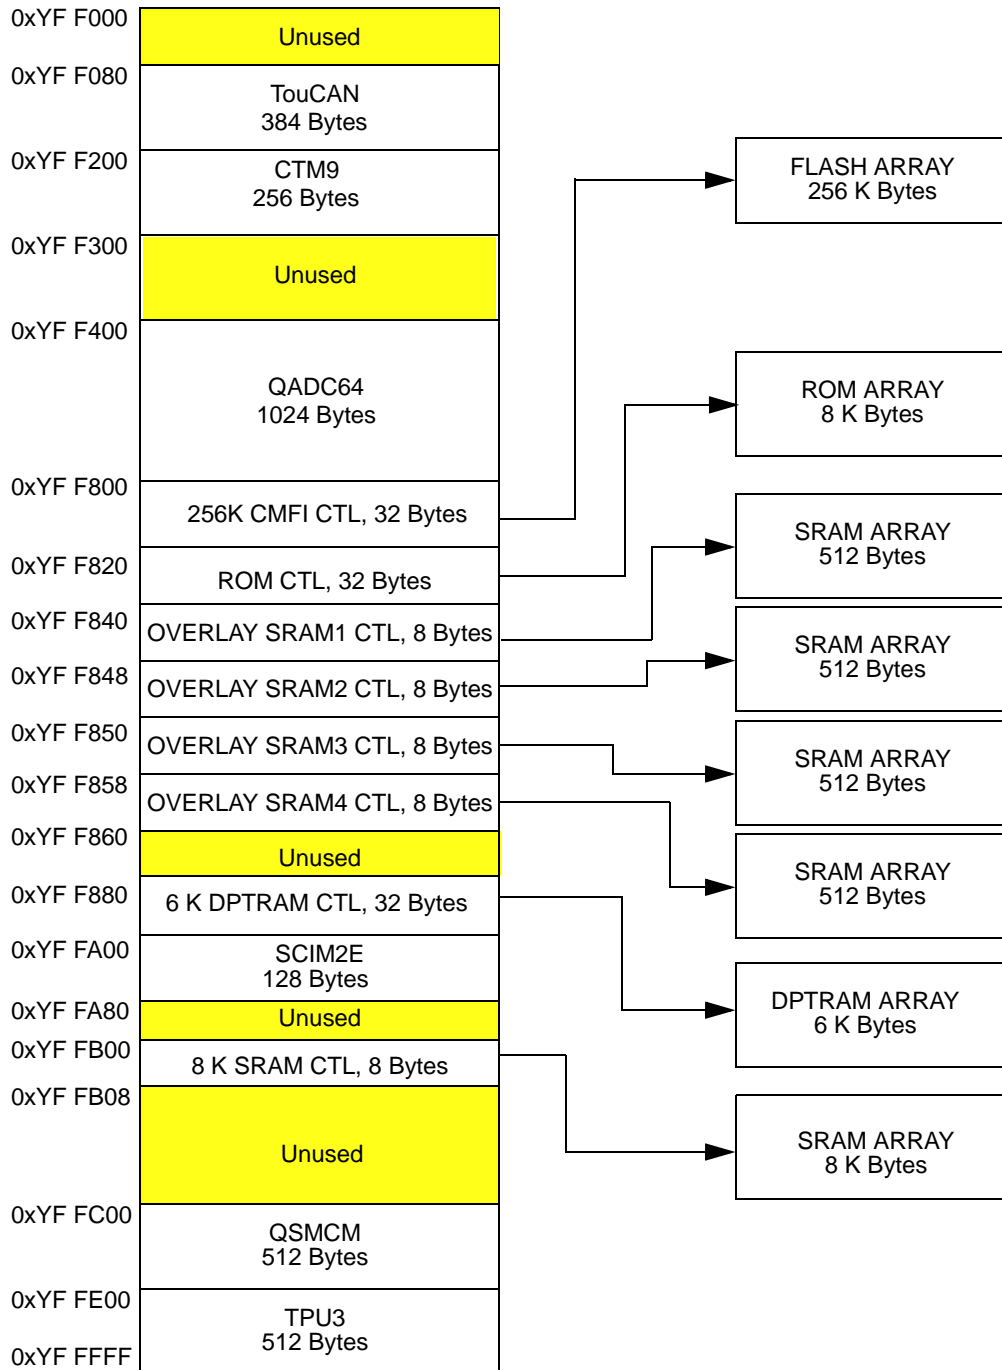 0xYF F000
Unused
0xYF F080
TouCAN
384 Bytes
0xYF F200
CTM9
256 Bytes
FLASH ARRAY
256 K Bytes
0xYF F300
Unused
0xYF F400
QADC64
1024 Bytes
ROM ARRAY
8 K Bytes
0xYF F800
256K CMFI CTL, 32 Bytes
SRAM ARRAY
512 Bytes
0xYF F820
ROM CTL, 32 Bytes
0xYF F840
OVERLAY SRAM1 CTL, 8 Bytes
SRAM ARRAY
512 Bytes
0xYF F848
OVERLAY SRAM2 CTL, 8 Bytes
0xYF F850
OVERLAY SRAM3 CTL, 8 Bytes
SRAM ARRAY
512 Bytes
0xYF F858
OVERLAY SRAM4 CTL, 8 Bytes
0xYF F860
Unused
SRAM ARRAY
512 Bytes
0xYF F880
6 K DPTRAM CTL, 32 Bytes
0xYF FA00
SCIM2E
128 Bytes
DPTRAM ARRAY
6 K Bytes
0xYF FA80
Unused
0xYF FB00
8 K SRAM CTL, 8 Bytes
0xYF FB08
Unused
SRAM ARRAY
8 K Bytes
0xYF FC00
QSMCM
512 Bytes
0xYF FE00
TPU3
512 Bytes
0xYF FFFF